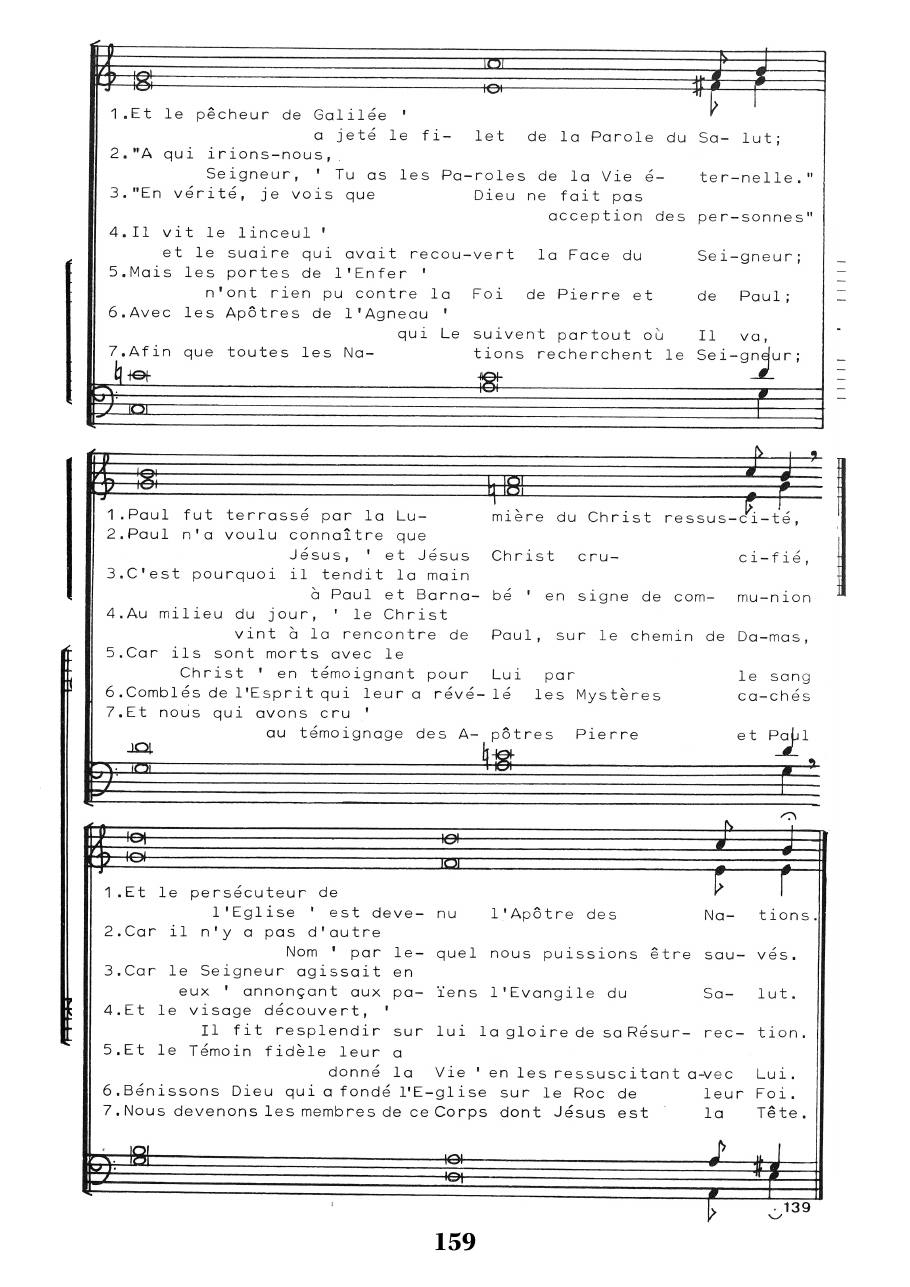 1.Et le pêcheur de Galilée '
a jeté le fi- let de la Parole du Sa- lut;
2."A qui irions-nous,
Seigneur, ' Tu as les Pa-roles de la Vie é- ter-nelle."
3."En vérité, je vois que Dieu ne fait pas
acception des per-sonnes"
4.Il vit le linceul '
et le suaire qui avait recou-vert la Face du Sei-gneur;
5.Mais les portes de l'Enfer '
n'ont rien pu contre la Foi de Pierre et de Paul;
6.Avec les Apôtres de l'Agneau '
qui Le suivent partout où Il va,
7.Afin que toutes les Na- tions recherchent le Sei-gneur;
1.Paul fut terrassé par la Lu- mière du Christ ressus-ci-té,
2.Paul n'a voulu connaître que
Jésus, ' et Jésus Christ cru- ci-fié,
3.C'est pourquoi il tendit la main
à Paul et Barna- bé ' en signe de com- mu-nion
4.Au milieu du jour, ' le Christ
vint à la rencontre de Paul, sur le chemin de Da-mas,
5.Car ils sont morts avec le
Christ ' en témoignant pour Lui par le sang
6.Comblés de l'Esprit qui leur a révé-lé les Mystères ca-chés
7.Et nous qui avons cru '
au témoignage des A- pôtres Pierre et Paul
1.Et le persécuteur de
l'Eglise ' est deve- nu l'Apôtre des Na- tions.
2.Car il n'y a pas d'autre
Nom ' par le- quel nous puissions être sau- vés.
3.Car le Seigneur agissait en
eux ' annonçant aux pa- ïens l'Evangile du Sa- lut.
4.Et le visage découvert, '
Il fit resplendir sur lui la gloire de sa Résur- rec- tion.
5.Et le Témoin fidèle leur a
donné la Vie ' en les ressuscitant a-vec Lui.
6.Bénissons Dieu qui a fondé l'E-glise sur le Roc de leur Foi.
7.Nous devenons les membres de ce Corps dont Jésus est la Tête.
139
159